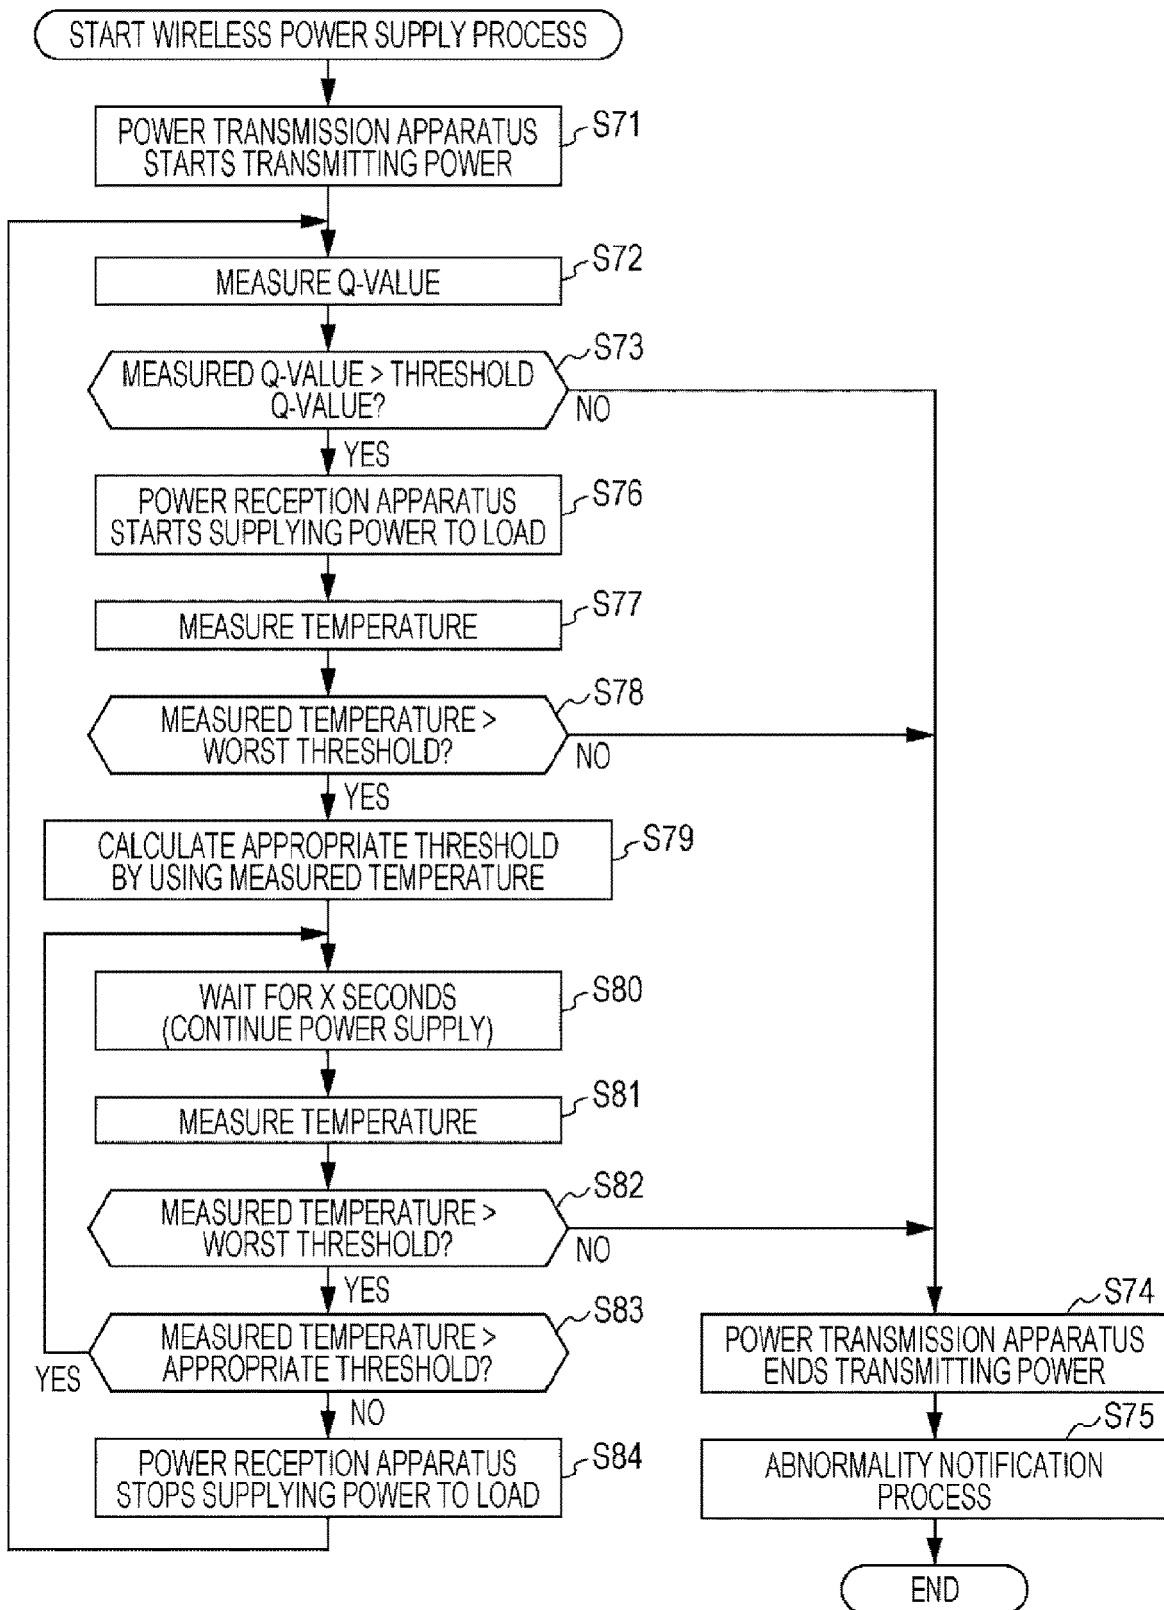 START WIRELESS POWER SUPPLY PROCESS
POWER TRANSMISSION APPARATUS
STARTS TRANSMITTING POWER
S71
MEASURE Q-VALUE
S72
MEASURED Q-VALUE > THRESHOLD
Q-VALUE?
S73
NO
YES
POWER RECEPTION APPARATUS
STARTS SUPPLYING POWER TO LOAD
S76
MEASURE TEMPERATURE
S77
MEASURED TEMPERATURE >
WORST THRESHOLD?
S78
NO
YES
CALCULATE APPROPRIATE THRESHOLD
BY USING MEASURED TEMPERATURE
S79
WAIT FOR X SECONDS
(CONTINUE POWER SUPPLY)
S80
MEASURE TEMPERATURE
S81
MEASURED TEMPERATURE >
WORST THRESHOLD?
S82
NO
YES
MEASURED TEMPERATURE >
APPROPRIATE THRESHOLD?
S83
YES
NO
POWER RECEPTION APPARATUS
STOPS SUPPLYING POWER TO LOAD
S84
S74
POWER TRANSMISSION APPARATUS
ENDS TRANSMITTING POWER
S75
ABNORMALITY NOTIFICATION
PROCESS
END